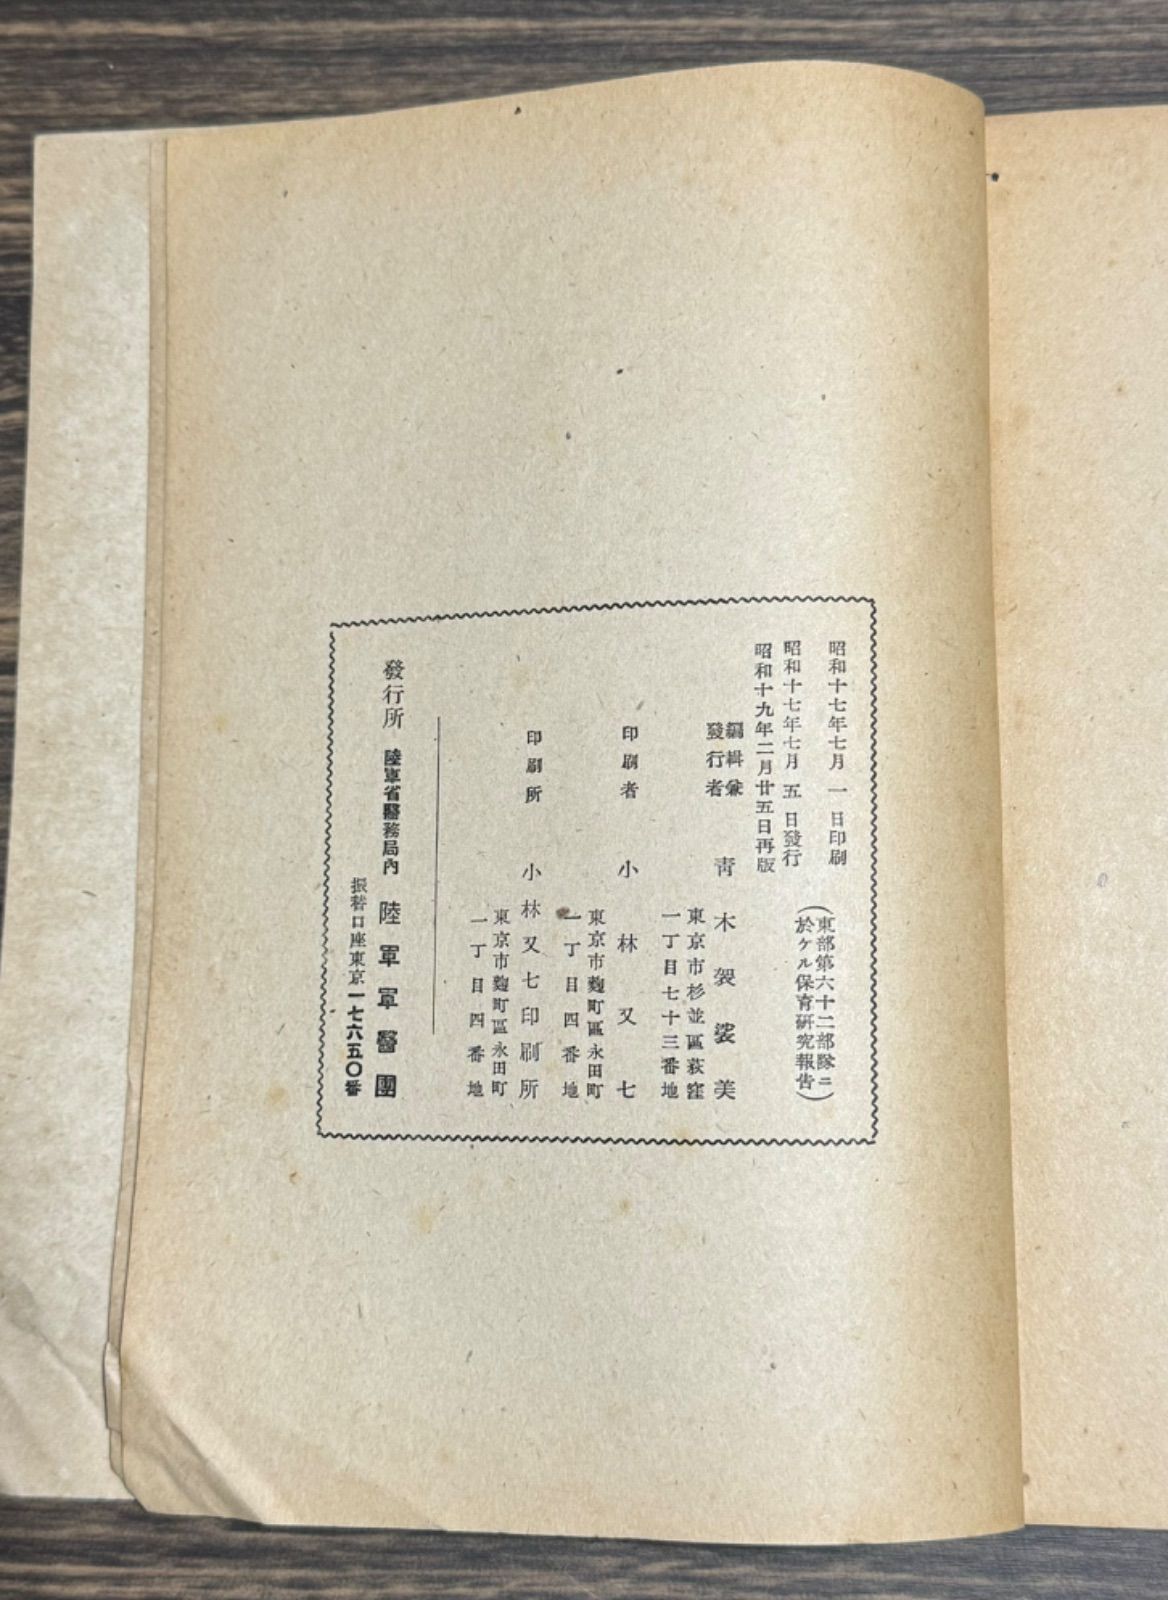 昭和十七年七月 一 日印刷
昭和十七年七月 五 日發行
昭和十九年二月廿五日再版
(東部第六十二部隊ニ
於ケル保育研究報告)
編輯兼
發行者
靑木袈裟美
東京市杉並區荻窪
一丁目七十三番地
印刷者 小林又七
東京市麴町區永田町
一丁目四番地
印刷所 小林又七印刷所
東京市麴町區永田町
一丁目四番地
發行所 陸軍省醫務局內 陸軍軍醫團
振替口座東京一七六五〇番